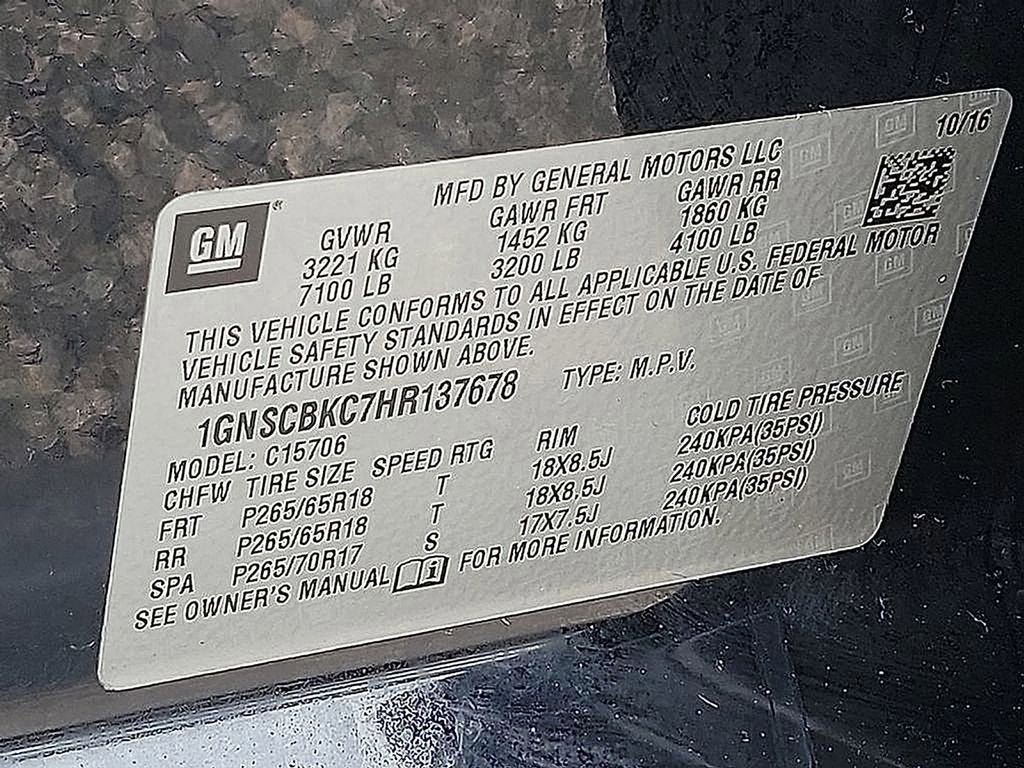 10/16
MFD BY GENERAL MOTORS LLC
GM®
GVWR GAWR FRT GAWR RR
3221 KG 1452 KG 1860 KG
7100 LB 3200 LB 4100 LB
THIS VEHICLE CONFORMS TO ALL APPLICABLE U.S. FEDERAL MOTOR
VEHICLE SAFETY STANDARDS IN EFFECT ON THE DATE OF
MANUFACTURE SHOWN ABOVE.
1GNSCBKC7HR137678 TYPE: M.P.V.
MODEL: C15706
CHFW TIRE SIZE SPEED RTG RIM COLD TIRE PRESSURE
FRT P265/65R18 T 18X8.5J 240KPA(35PSI)
RR P265/65R18 T 18X8.5J 240KPA(35PSI)
SPA P265/70R17 S 17X7.5J 240KPA(35PSI)
SEE OWNER'S MANUAL FOR MORE INFORMATION.